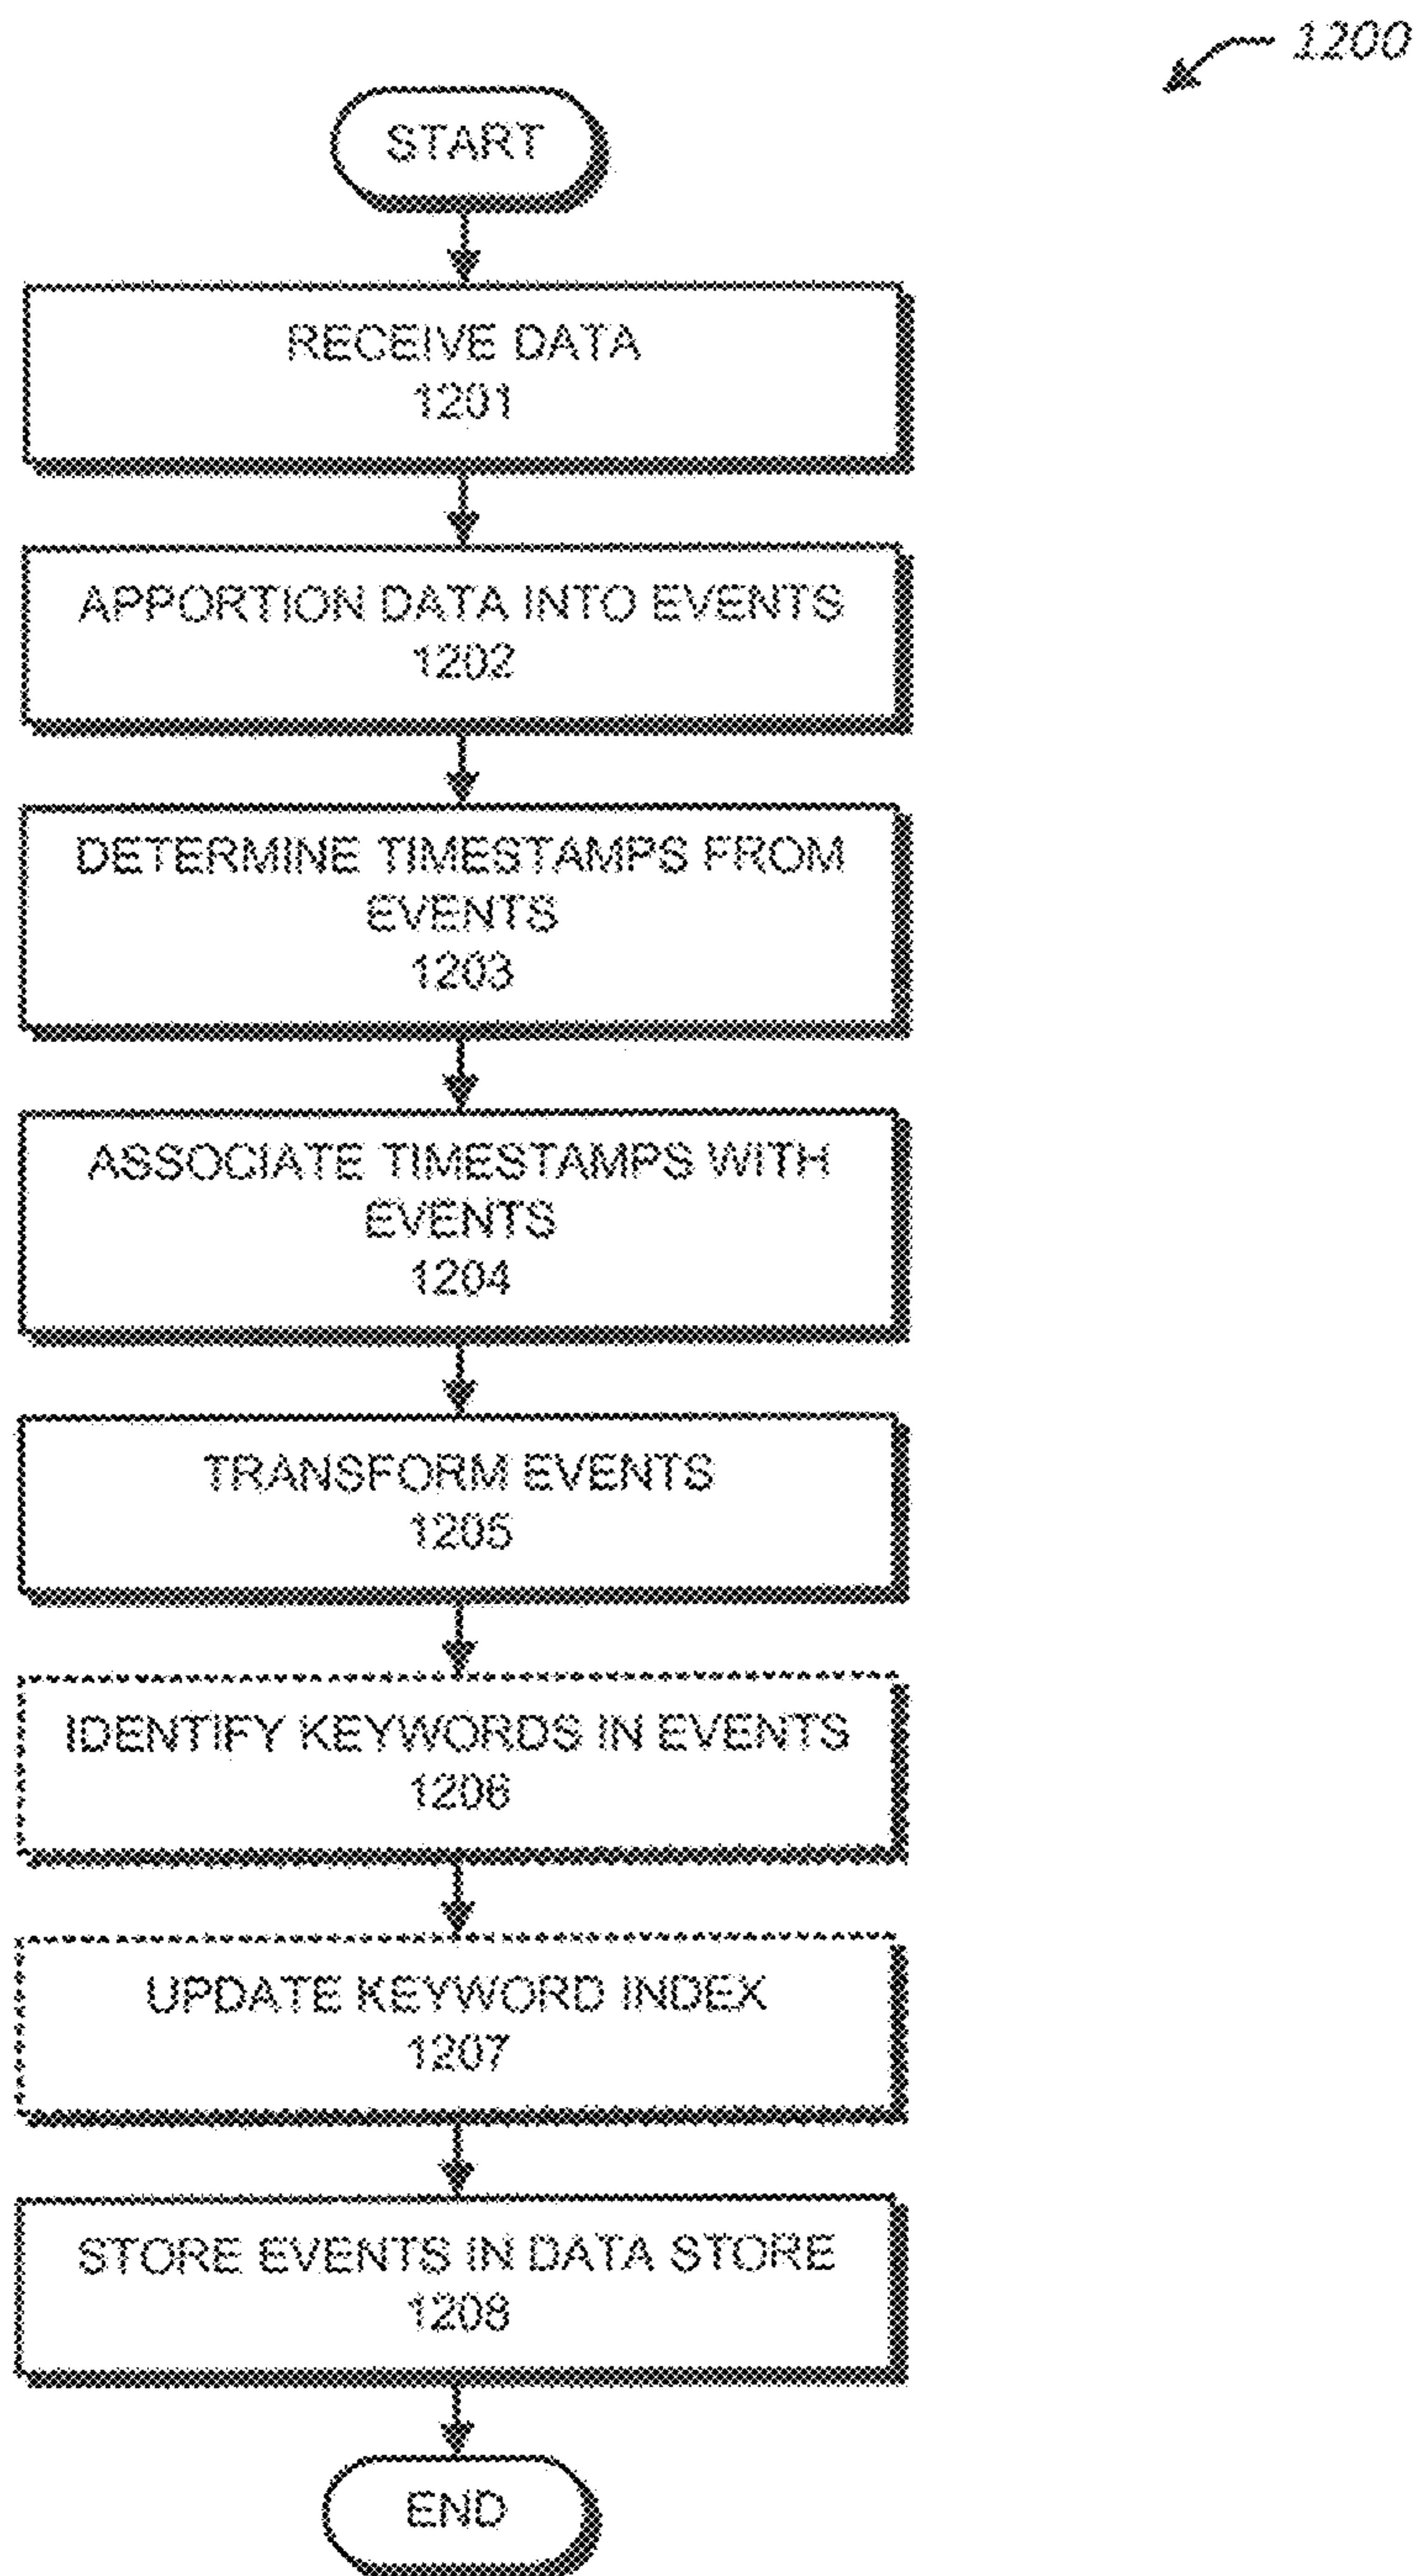 1200
START
RECEIVE DATA
1201
APPORTION DATA INTO EVENTS
1202
DETERMINE TIMESTAMPS FROM
EVENTS
1203
ASSOCIATE TIMESTAMPS WITH
EVENTS
1204
TRANSFORM EVENTS
1205
IDENTIFY KEYWORDS IN EVENTS
1206
UPDATE KEYWORD INDEX
1207
STORE EVENTS IN DATA STORE
1208
END